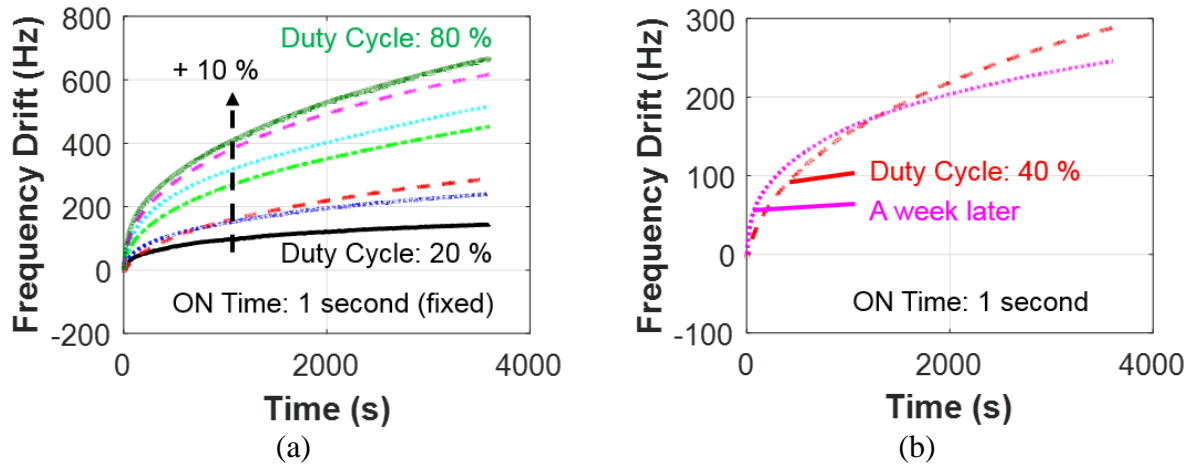 800
600
400
200
0
-200
Frequency Drift (Hz)
Duty Cycle: 80 %
+ 10 %
Duty Cycle: 20 %
ON Time: 1 second (fixed)
0
2000
4000
Time (s)
(a)
300
200
100
0
-100
Frequency Drift (Hz)
Duty Cycle: 40 %
A week later
ON Time: 1 second
0
2000
4000
Time (s)
(b)